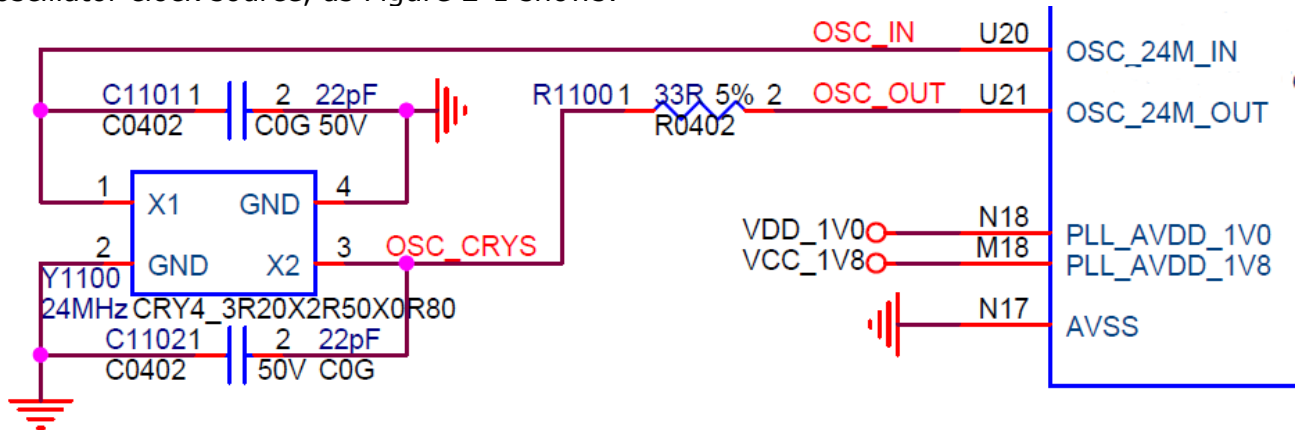 oscillator clock source, as Figure 2-1 shows.
OSC_IN U20 OSC_24M_IN
C1101 1 2 22pF
C0402 C0G 50V
R1100 1 33R 5% 2 OSC_OUT U21 OSC_24M_OUT
R0402
1 X1 GND 4
2 GND X2 3 OSC_CRYS
Y1100
24MHz CRY4_3R20X2R50X0R80
C1102 1 2 22pF
C0402 50V C0G
VDD_1V0 N18 PLL_AVDD_1V0
VCC_1V8 M18 PLL_AVDD_1V8
N17 AVSS